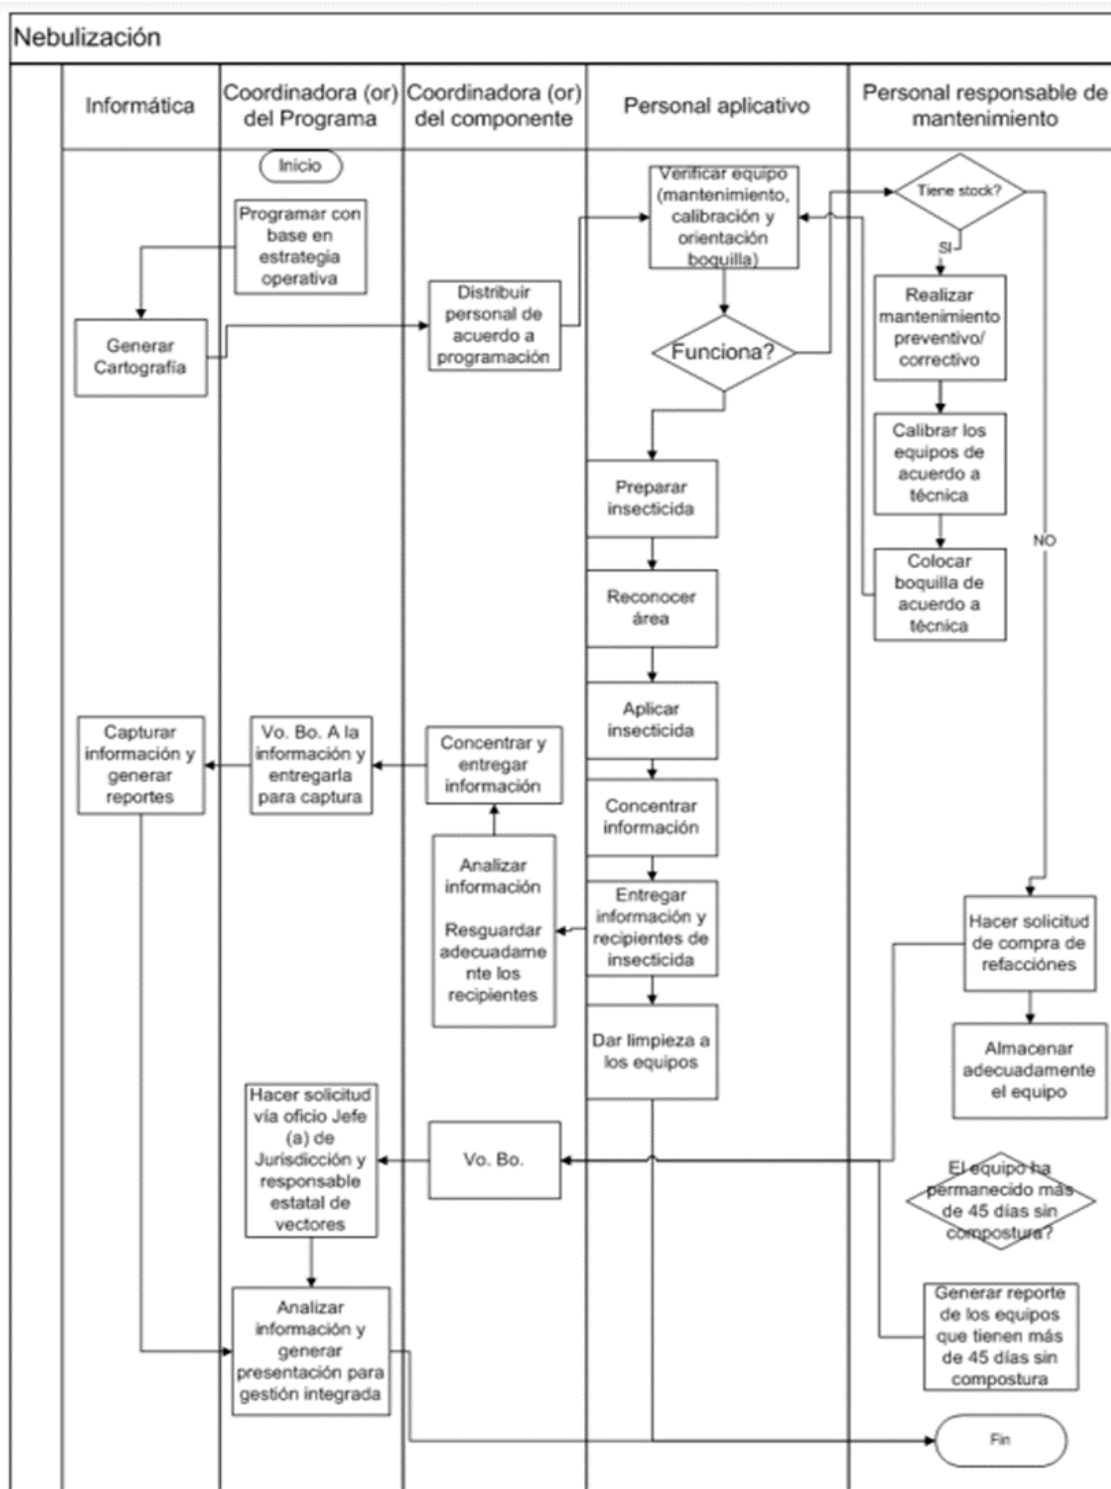 Nebulización
Informática
Coordinadora (or)
del Programa
Coordinadora (or)
del componente
Personal aplicativo
Personal responsable de
mantenimiento
Inicio
Programar con
base en
estrategia
operativa
Generar
Cartografía
Distribuir
personal de
acuerdo a
programación
Verificar equipo
(mantenimiento,
calibración y
orientación
boquilla)
Funciona?
Tiene stock?
SI
NO
Realizar
mantenimiento
preventivo/
correctivo
Calibrar los
equipos de
acuerdo a
técnica
Colocar
boquilla de
acuerdo a
técnica
Preparar
insecticida
Reconocer
área
Aplicar
insecticida
Concentrar
información
Entregar
información y
recipientes de
insecticida
Dar limpieza a
los equipos
Analizar
información
Resguardar
adecuadame
nte los
recipientes
Concentrar y
entregar
información
Vo. Bo. A la
información y
entregarla
para captura
Capturar
información y
generar
reportes
Hacer solicitud
de compra de
refacciónes
Almacenar
adecuadamente
el equipo
El equipo ha
permanecido más
de 45 días sin
compostura?
Generar reporte
de los equipos
que tienen más
de 45 días sin
compostura
Vo. Bo.
Hacer solicitud
vía oficio Jefe
(a) de
Jurisdicción y
responsable
estatal de
vectores
Analizar
información y
generar
presentación para
gestión integrada
Fin